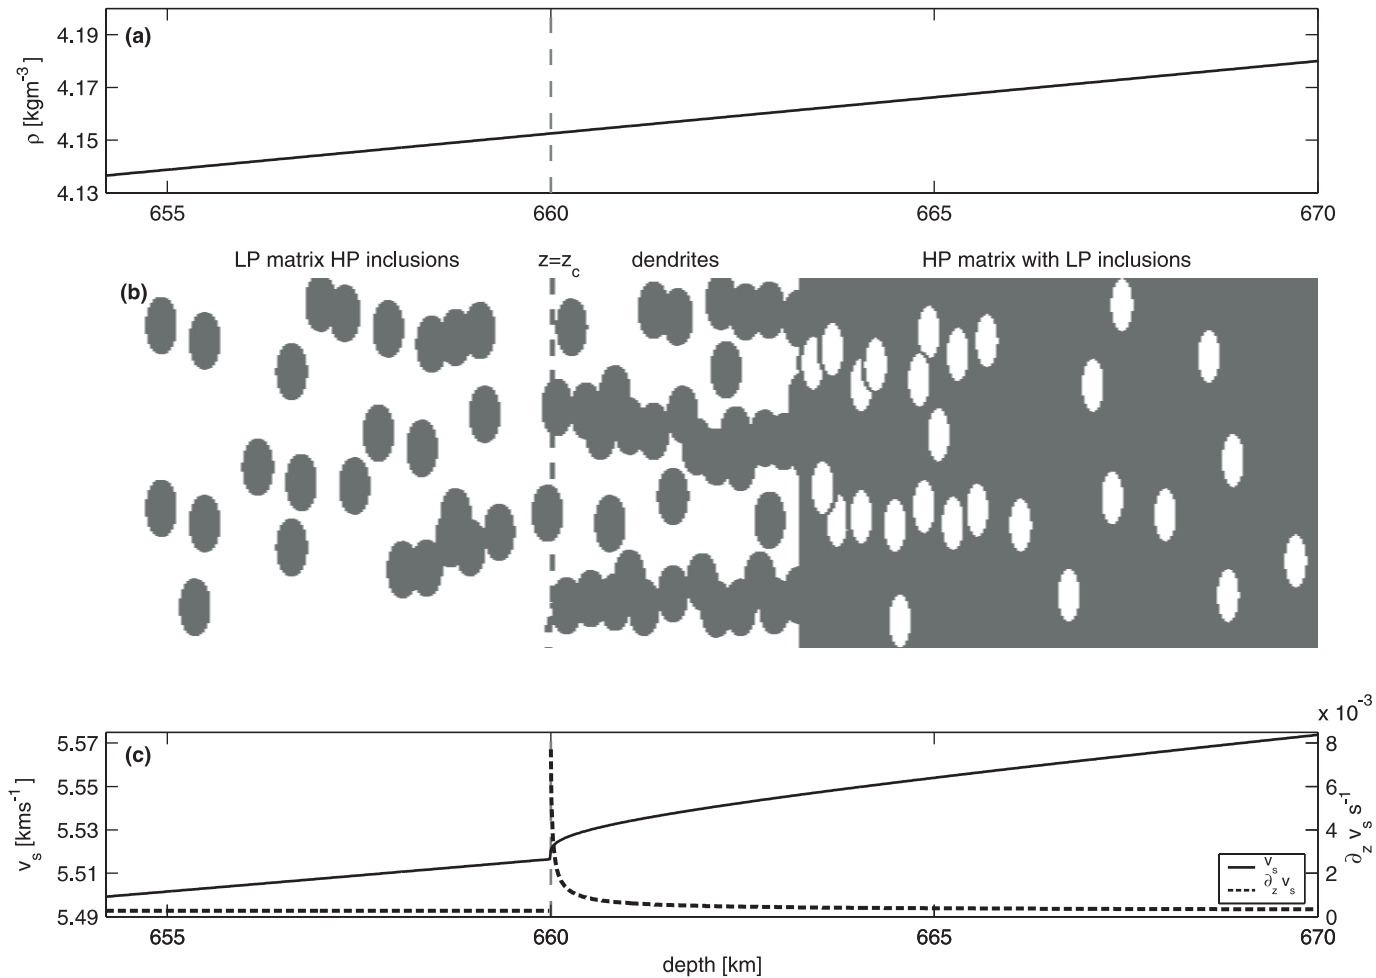 (a)
ρ [kgm-3]
4.19
4.17
4.15
4.13
655
660
665
670
LP matrix HP inclusions
z=zc
dendrites
HP matrix with LP inclusions
(b)
x 10-3
(c)
vs [kms-1]
5.57
5.55
5.53
5.51
5.49
8
6
4
2
0
∂z vs s-1
vs
∂z vs
655
660
665
670
depth [km]